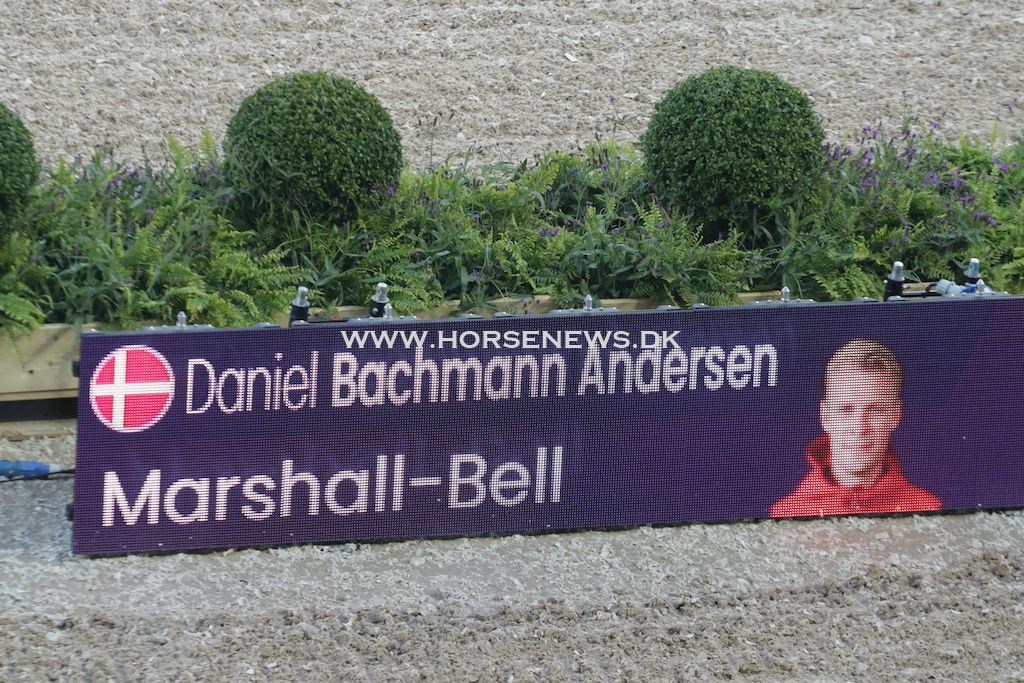 WWW.HORSENEWS.DK
Daniel Bachmann Andersen
Marshall-Bell